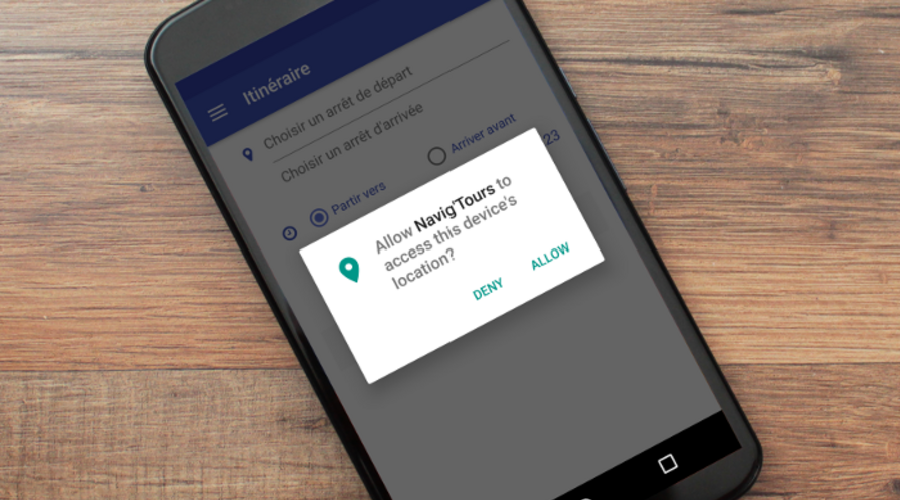 Itinéraire
Choisir un arrêt de départ
Choisir un arrêt d'arrivée
Partir vers
Arriver avant
23
Allow Navig'Tours to
access this device's
location?
DENY
ALLOW